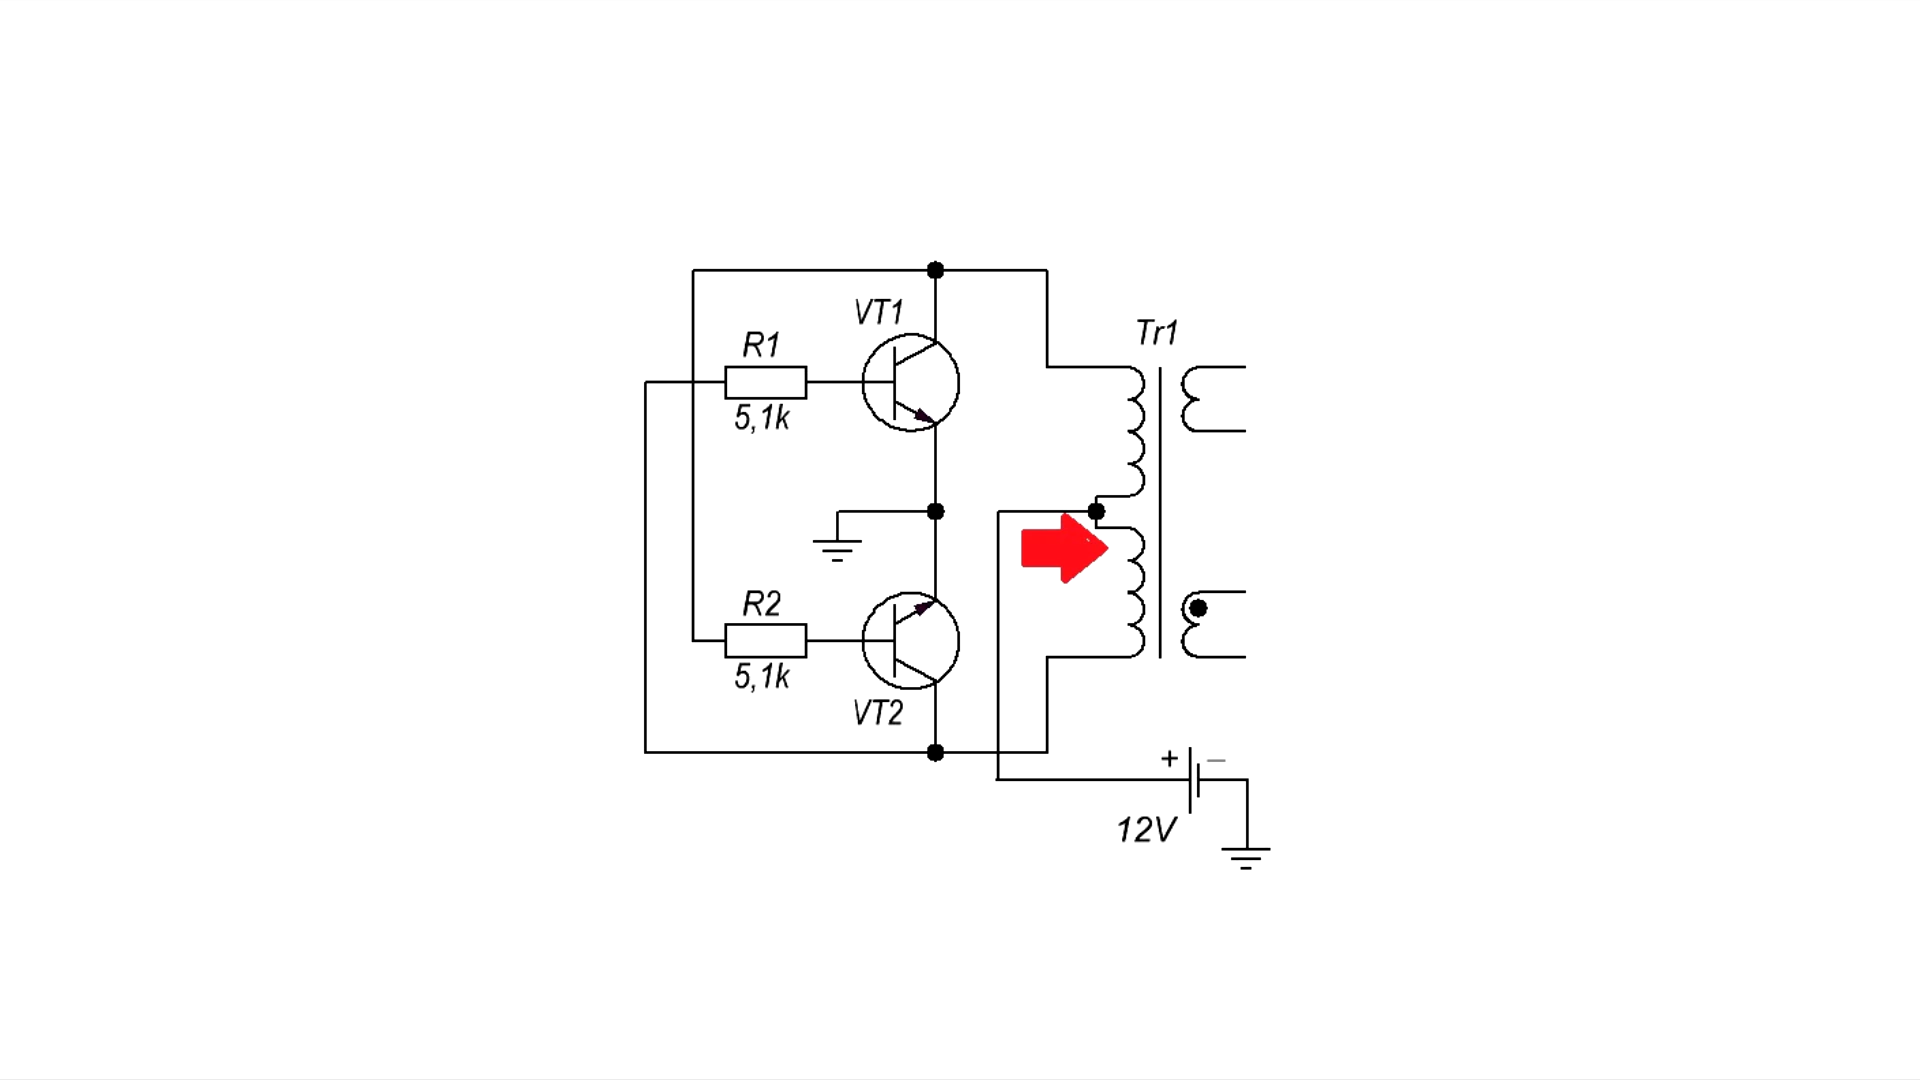 VT1
Tr1
R1
5,1k
R2
5,1k
VT2
+ –
12V